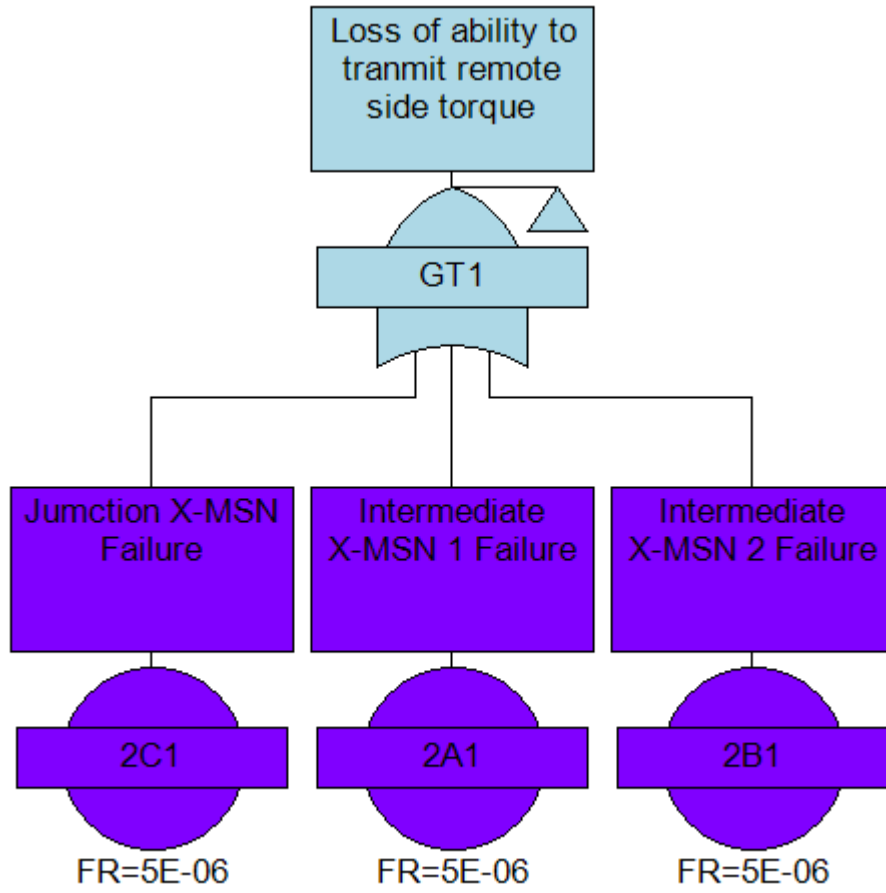 Loss of ability to
tranmit remote
side torque
GT1
Jumction X-MSN
Failure
Intermediate
X-MSN 1 Failure
Intermediate
X-MSN 2 Failure
2C1
2A1
2B1
FR=5E-06
FR=5E-06
FR=5E-06